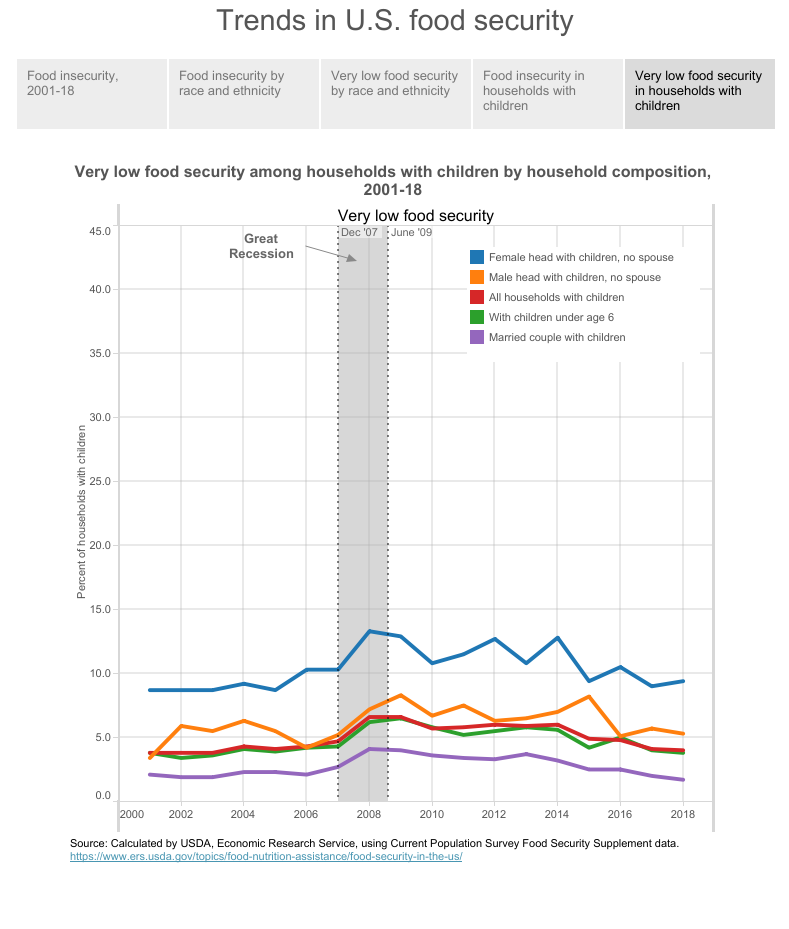 Trends in U.S. food security
Food insecurity,
2001-18
Food insecurity by
race and ethnicity
Very low food security
by race and ethnicity
Food insecurity in
households with
children
Very low food security
in households with
children
Very low food security among households with children by household composition,
2001-18
Very low food security
Dec '07
June '09
Great
Recession
Female head with children, no spouse
Male head with children, no spouse
All households with children
With children under age 6
Married couple with children
Percent of households with children
45.0
40.0
35.0
30.0
25.0
20.0
15.0
10.0
5.0
0.0
2000 2002 2004 2006 2008 2010 2012 2014 2016 2018
Source: Calculated by USDA, Economic Research Service, using Current Population Survey Food Security Supplement data.
https://www.ers.usda.gov/topics/food-nutrition-assistance/food-security-in-the-us/